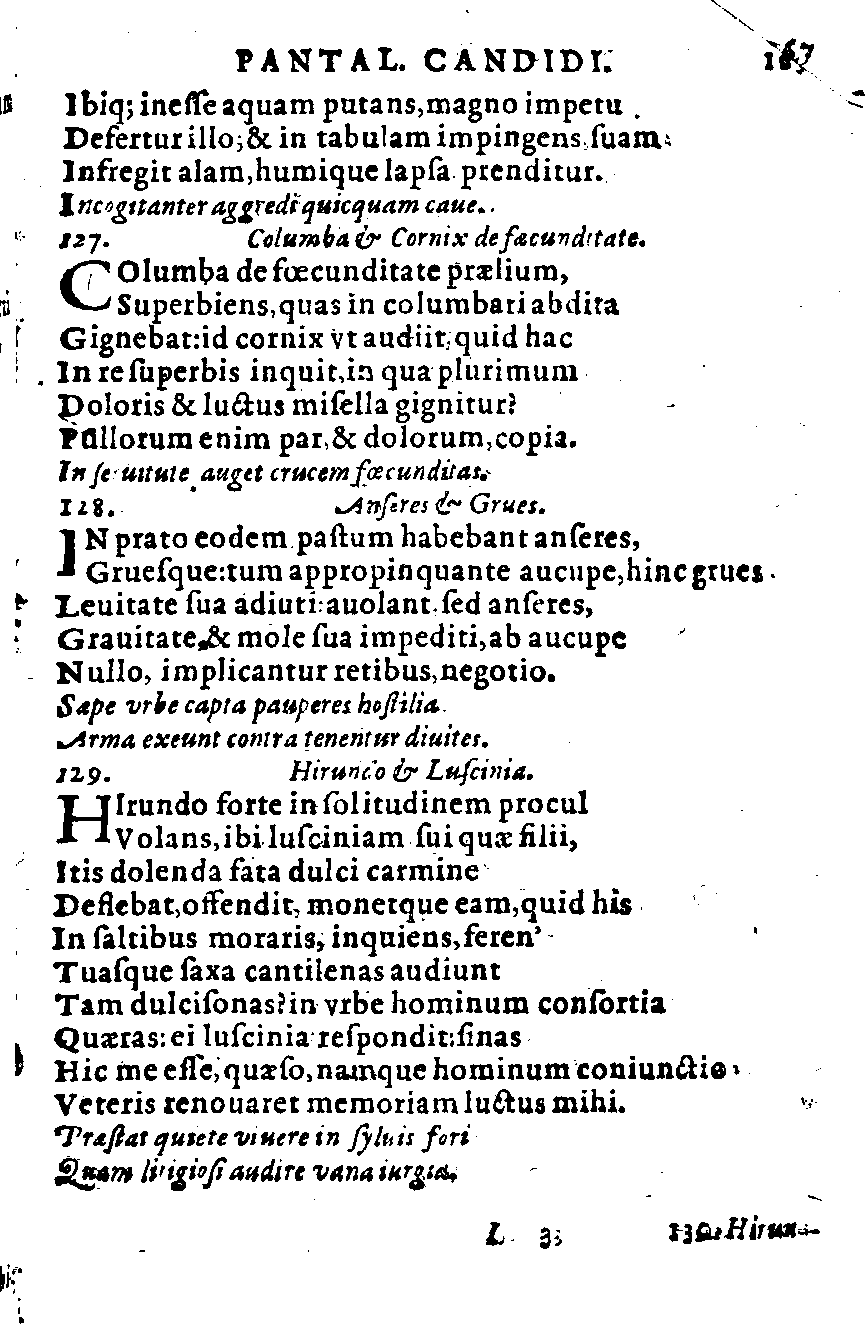 PANTAL. CANDIDI. 167
Ibiq; ineſſe aquam putans, magno impetu
Defertur illo; & in tabulam impingens, ſuam
Infregit alam, humique lapſa prenditur.
Incogitanter aggredi quicquam caue.
127. Columba & Cornix de fæcunditate.
COlumba de fœcunditate prælium,
Superbiens, quas in columbari abdita
Gignebat: id cornix vt audiit, quid hac
In re ſuperbis inquit, in qua plurimum
Doloris & luctus miſella gignitur?
Pullorum enim par, & dolorum, copia.
In ſeruitute auget crucem fœcunditas.
128. Anſeres & Grues.
IN prato eodem paſtum habebant anſeres,
Grueſque: tum appropinquante aucupe, hinc grues
Leuitate ſua adiuti: auolant. ſed anſeres,
Grauitate, & mole ſua impediti, ab aucupe
Nullo, implicantur retibus, negotio.
Sæpe vrbe capta pauperes hoſtilia
Arma exeunt contra tenentur diuites.
129. Hirundo & Luſcinia.
HIrundo forte in ſolitudinem procul
Volans, ibi luſciniam ſui quæ filii,
Itis dolenda fata dulci carmine
Deflebat, offendit, monetque eam, quid his
In ſaltibus moraris, inquiens, feren'
Tuaſque ſaxa cantilenas audiunt
Tam dulciſonas? in vrbe hominum conſortia
Quæras: ei luſcinia reſpondit: ſinas
Hic me eſſe, quæſo, namque hominum coniunctio
Veteris renouaret memoriam luctus mihi.
Præſtat quiete viuere in ſyluis fori
Quam litigioſi audire vana iurgia.
L 3 130. Hirun-